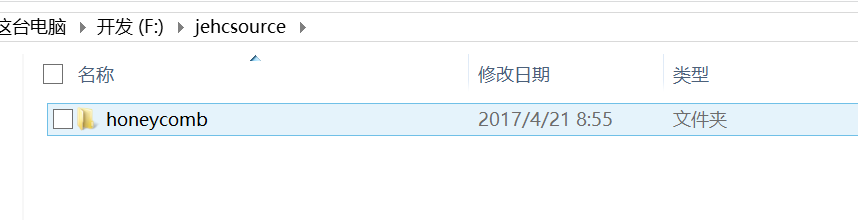 这台电脑 开发 (F:) jehcsource
名称 修改日期 类型
honeycomb 2017/4/21 8:55 文件夹